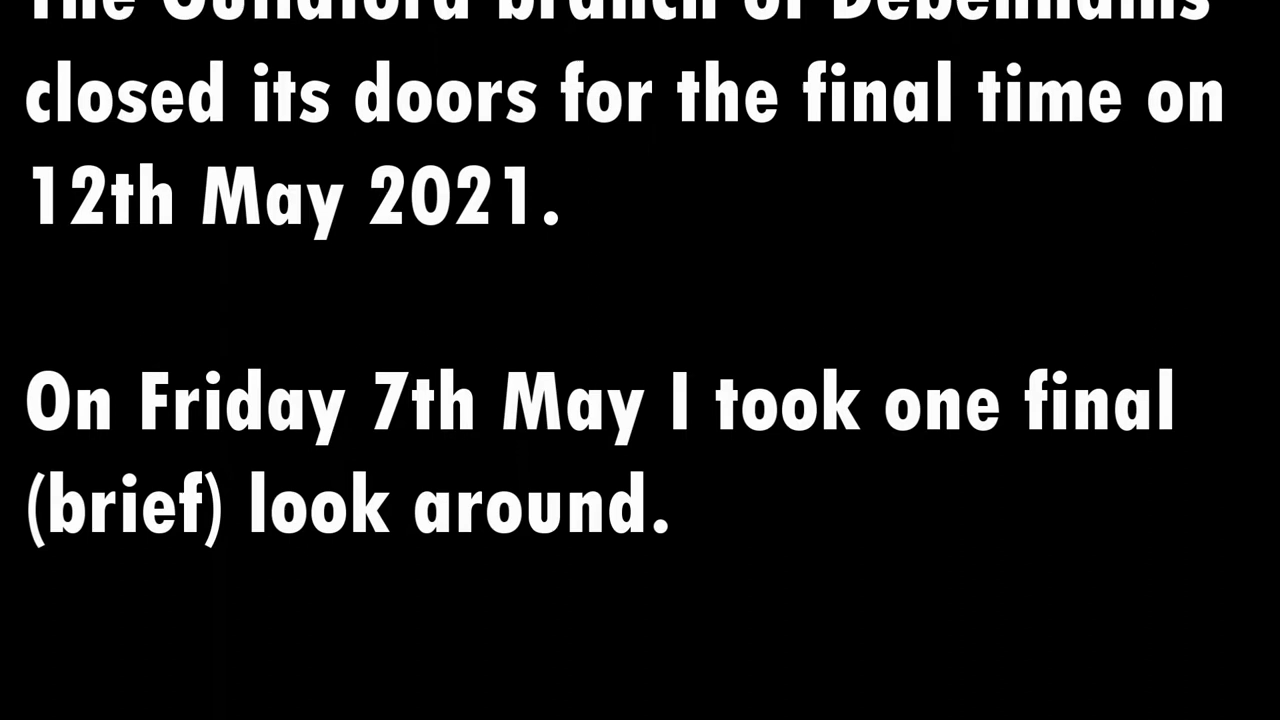 The Guildford branch of Debenhams
closed its doors for the final time on
12th May 2021.
On Friday 7th May I took one final
(brief) look around.